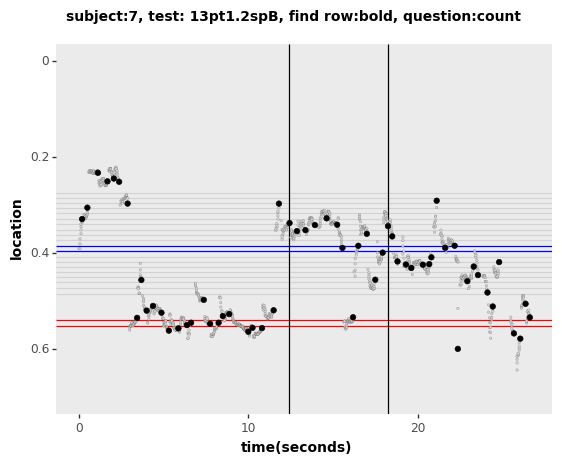 subject:7, test: 13pt1.2spB, find row:bold, question:count
0
0.2
0.4
0.6
location
0
10
20
time(seconds)